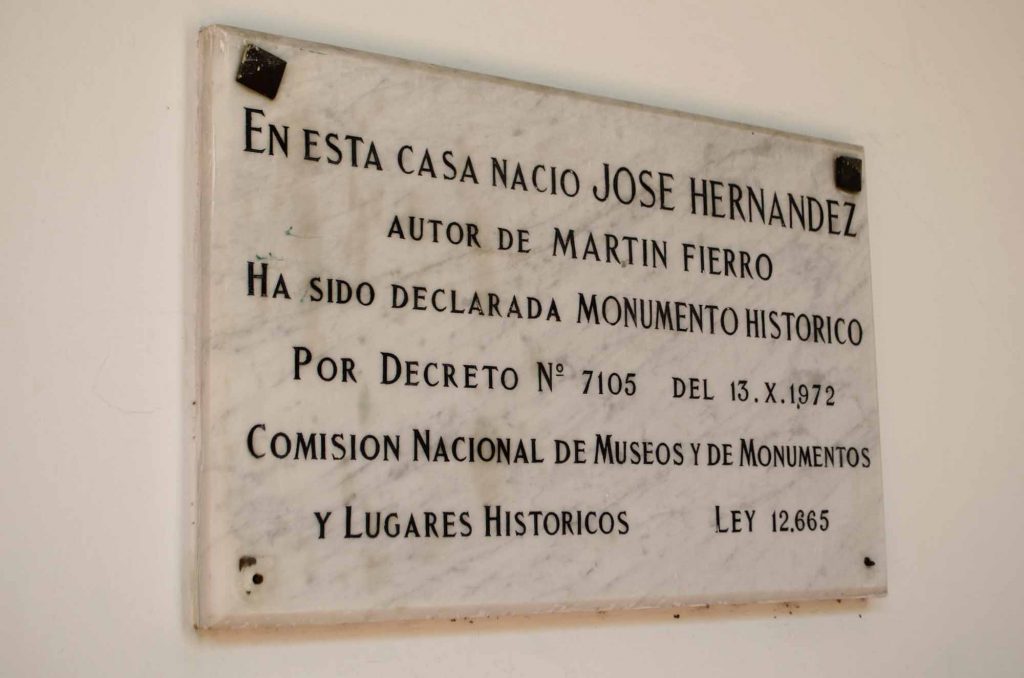 En esta casa nacio JOSE HERNANDEZ
autor de MARTIN FIERRO
Ha sido declarada MONUMENTO HISTORICO
Por Decreto Nº 7105 del 13.X.1972
Comision Nacional de Museos y de Monumentos
y Lugares Historicos Ley 12.665